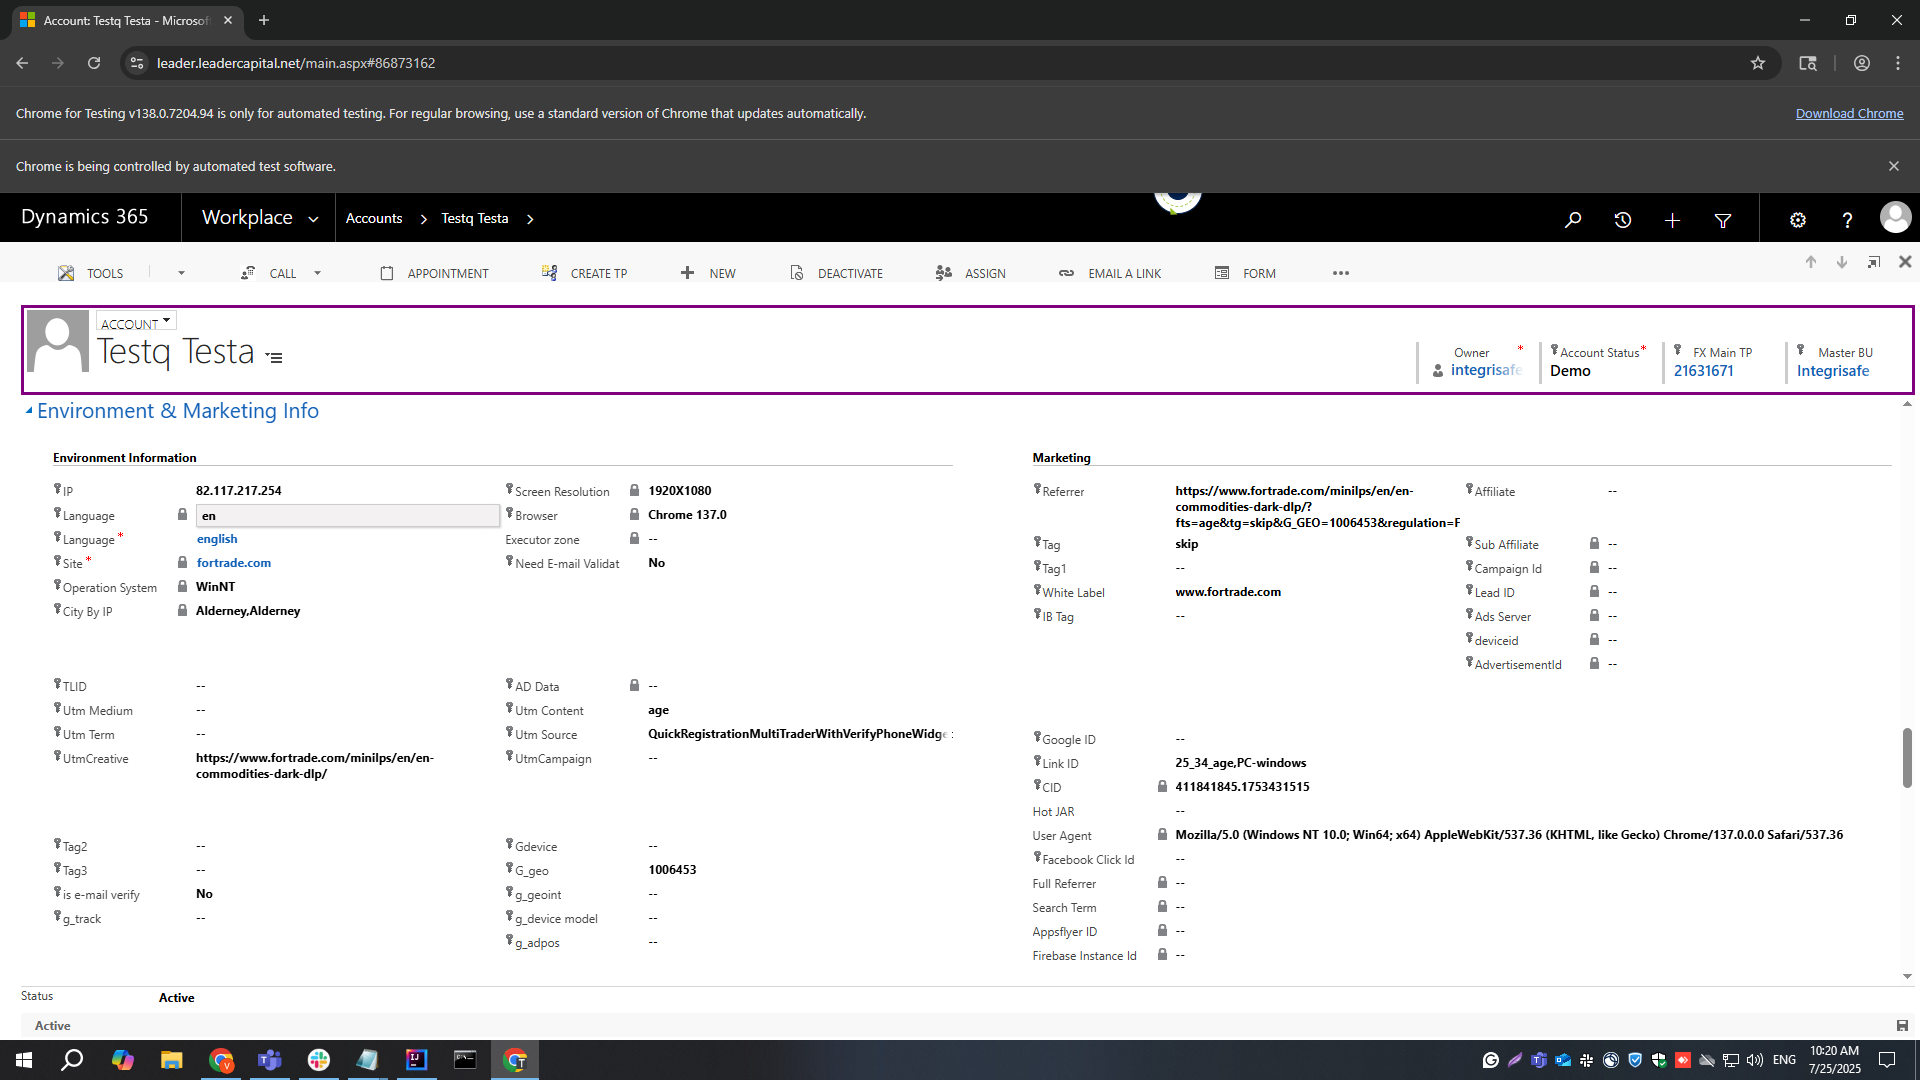 Account: Testq Testa - Microsof
leader.leadercapital.net/main.aspx#86873162
Chrome for Testing v138.0.7204.94 is only for automated testing. For regular browsing, use a standard version of Chrome that updates automatically.
Download Chrome
Chrome is being controlled by automated test software.
Dynamics 365
Workplace
Accounts
Testq Testa
TOOLS
CALL
APPOINTMENT
CREATE TP
NEW
DEACTIVATE
ASSIGN
EMAIL A LINK
FORM
ACCOUNT
Testq Testa
Owner *
integrisafe
Account Status *
Demo
FX Main TP
21631671
Master BU
Integrisafe
Environment & Marketing Info
Environment Information
IP 82.117.217.254
Language en
Language * english
Site * fortrade.com
Operation System WinNT
City By IP Alderney,Alderney
Screen Resolution 1920X1080
Browser Chrome 137.0
Executor zone --
Need E-mail Validat No
TLID --
Utm Medium --
Utm Term --
UtmCreative https://www.fortrade.com/minilps/en/en-
commodities-dark-dlp/
AD Data --
Utm Content age
Utm Source QuickRegistrationMultiTraderWithVerifyPhoneWidge
UtmCampaign --
Tag2 --
Tag3 --
is e-mail verify No
g_track --
Gdevice --
G_geo 1006453
g_geoint --
g_device model --
g_adpos --
Marketing
Referrer https://www.fortrade.com/minilps/en/en-
commodities-dark-dlp/?
fts=age&tg=skip&G_GEO=1006453&regulation=F
Tag skip
Tag1 --
White Label www.fortrade.com
IB Tag --
Affiliate --
Sub Affiliate --
Campaign Id --
Lead ID --
Ads Server --
deviceid --
AdvertisementId --
Google ID --
Link ID 25_34_age,PC-windows
CID 411841845.1753431515
Hot JAR --
User Agent Mozilla/5.0 (Windows NT 10.0; Win64; x64) AppleWebKit/537.36 (KHTML, like Gecko) Chrome/137.0.0.0 Safari/537.36
Facebook Click Id --
Full Referrer --
Search Term --
Appsflyer ID --
Firebase Instance Id --
Status Active
Active
ENG
10:20 AM
7/25/2025